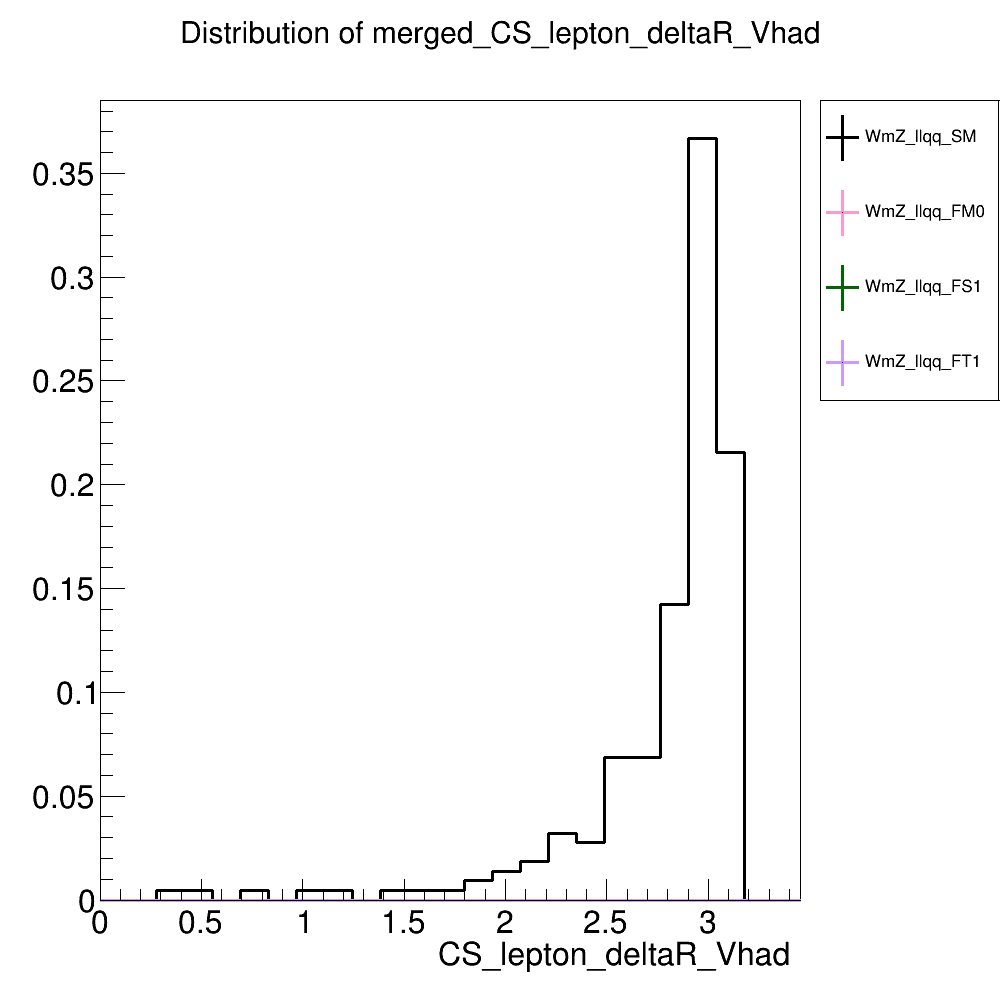 Distribution of merged_CS_lepton_deltaR_Vhad
WmZ_llqq_SM
WmZ_llqq_FM0
WmZ_llqq_FS1
WmZ_llqq_FT1
0.35
0.3
0.25
0.2
0.15
0.1
0.05
0
0 0.5 1 1.5 2 2.5 3
CS_lepton_deltaR_Vhad